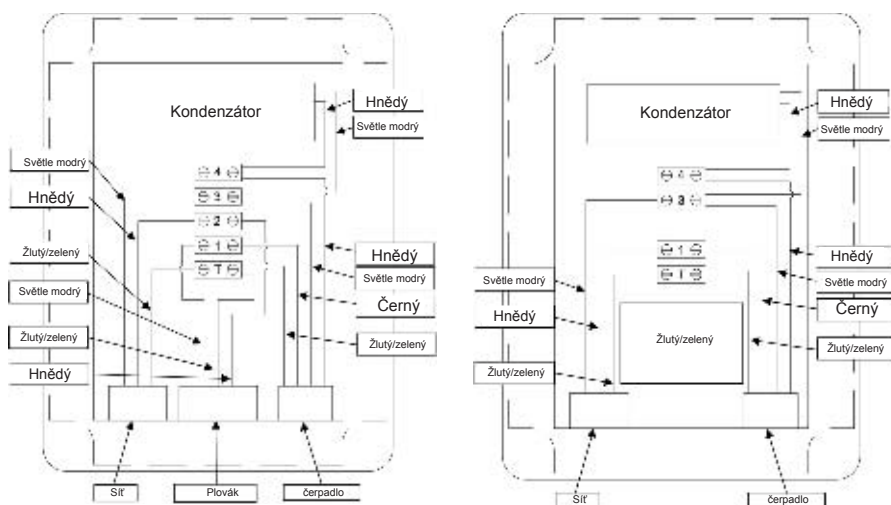 Kondenzátor
Hnědý
Světle modrý
Světle modrý
Hnědý
Žlutý/zelený
Světle modrý
Žlutý/zelený
Hnědý
4
3
2
1
T
Hnědý
Světle modrý
Černý
Žlutý/zelený
Síť
Plovák
čerpadlo
Kondenzátor
Hnědý
Světle modrý
4
3
1
Světle modrý
Hnědý
Žlutý/zelený
Žlutý/zelený
Hnědý
Světle modrý
Černý
Žlutý/zelený
Síť
čerpadlo